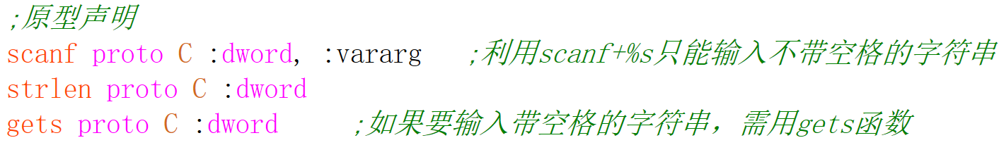 ;原型声明
scanf proto C :dword, :vararg   ;利用scanf+%s只能输入不带空格的字符串
strlen proto C :dword
gets proto C :dword     ;如果要输入带空格的字符串，需用gets函数